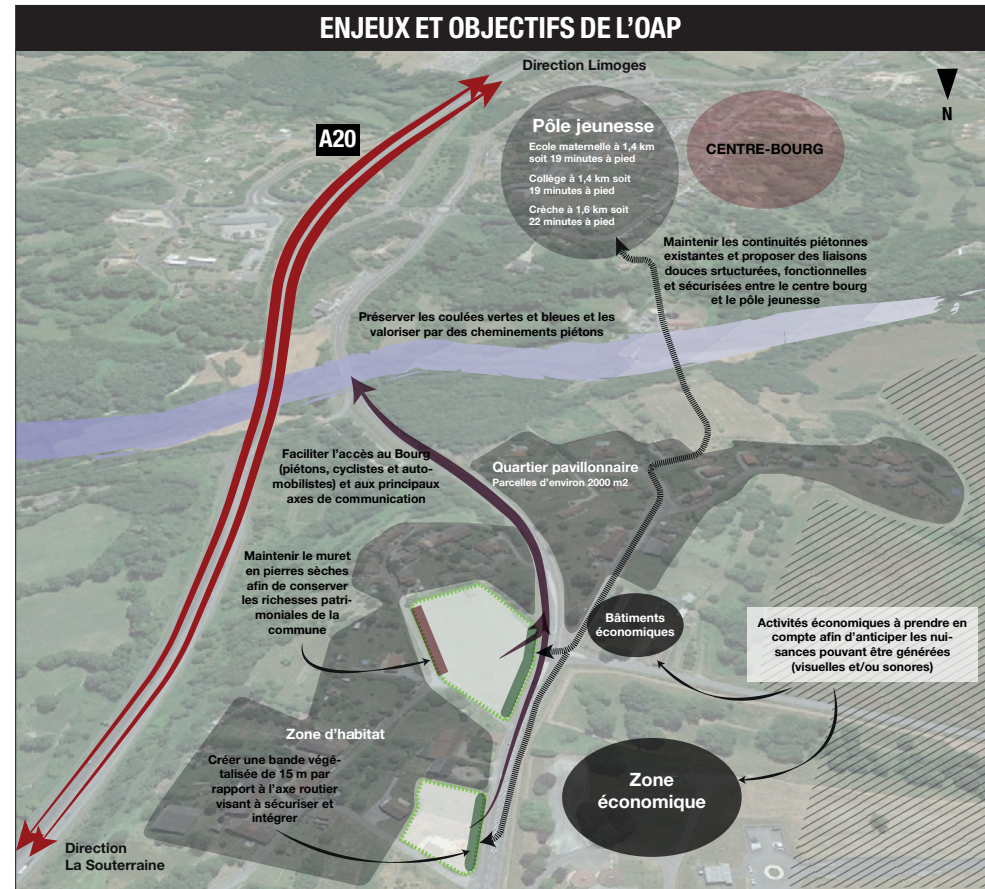 ENJEUX ET OBJECTIFS DE L'OAP
Direction Limoges
N
A20
Pôle jeunesse
Ecole maternelle à 1,4 km
soit 19 minutes à pied
Collège à 1,4 km soit
19 minutes à pied
Crèche à 1,6 km soit
22 minutes à pied
CENTRE-BOURG
Maintenir les continuités piétonnes
existantes et proposer des liaisons
douces srtucturées, fonctionnelles
et sécurisées entre le centre bourg
et le pôle jeunesse
Préserver les coulées vertes et bleues et les
valoriser par des cheminements piétons
Faciliter l'accès au Bourg
(piétons, cyclistes et auto-
mobilistes) et aux principaux
axes de communication
Quartier pavillonnaire
Parcelles d'environ 2000 m2
Maintenir le muret
en pierres sèches
afin de conserver
les richesses patri-
moniales de la
commune
Bâtiments
économiques
Activités économiques à prendre en
compte afin d'anticiper les nui-
sances pouvant être générées
(visuelles et/ou sonores)
Zone d'habitat
Créer une bande végé-
talisée de 15 m par
rapport à l'axe routier
visant à sécuriser et
intégrer
Zone
économique
Direction
La Souterraine